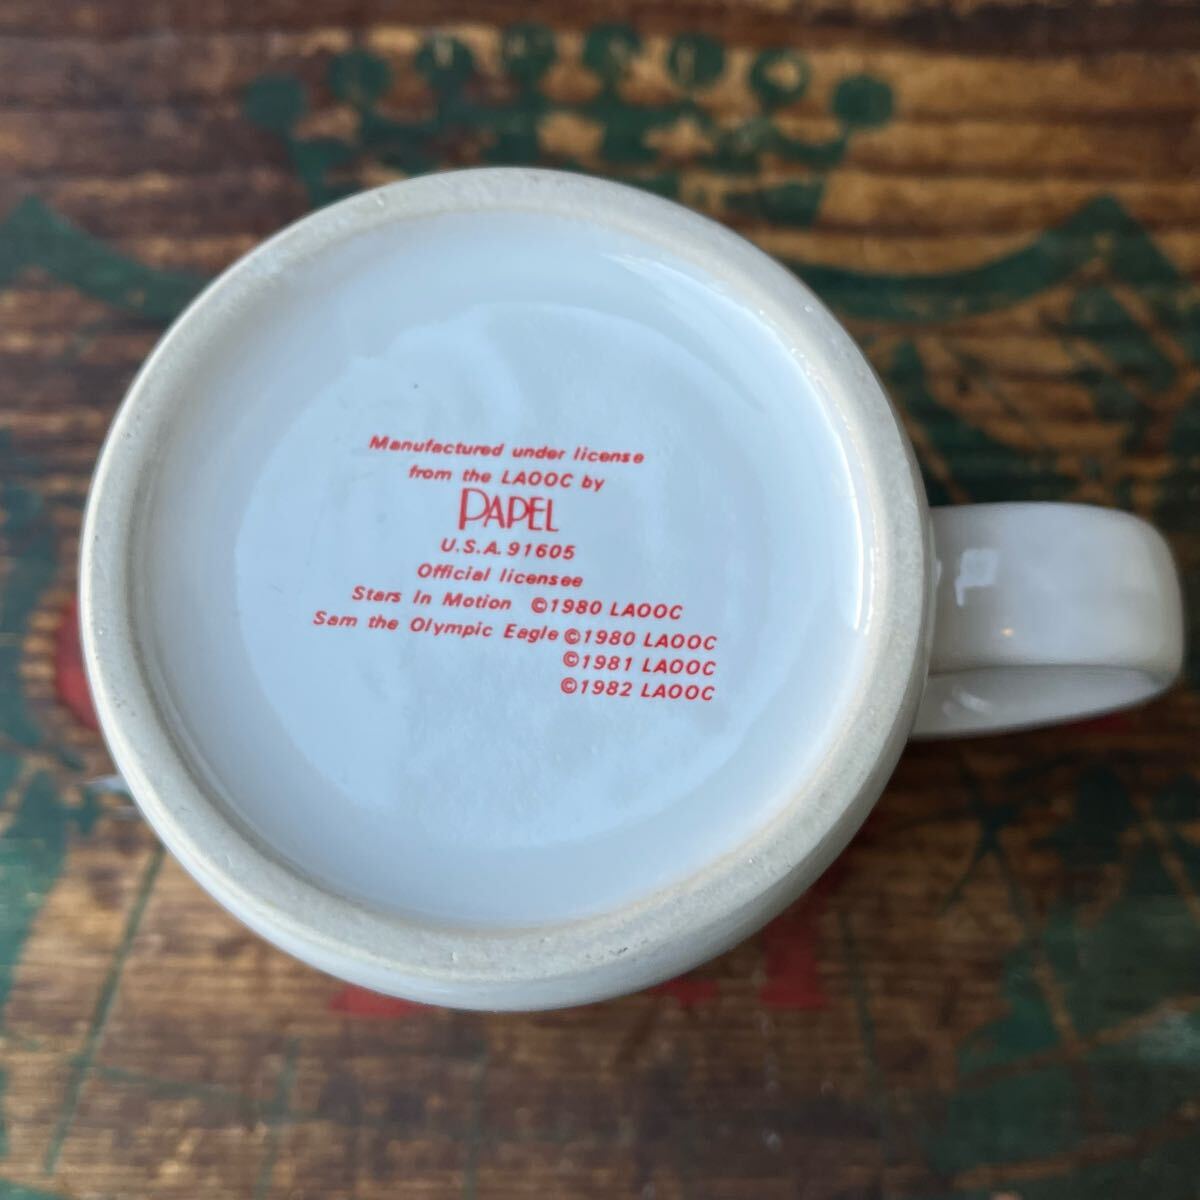 Manufactured under license
from the LAOOC by
PAPEL
U.S.A. 91605
Official licensee
Stars In Motion ©1980 LAOOC
Sam the Olympic Eagle ©1980 LAOOC
©1981 LAOOC
©1982 LAOOC